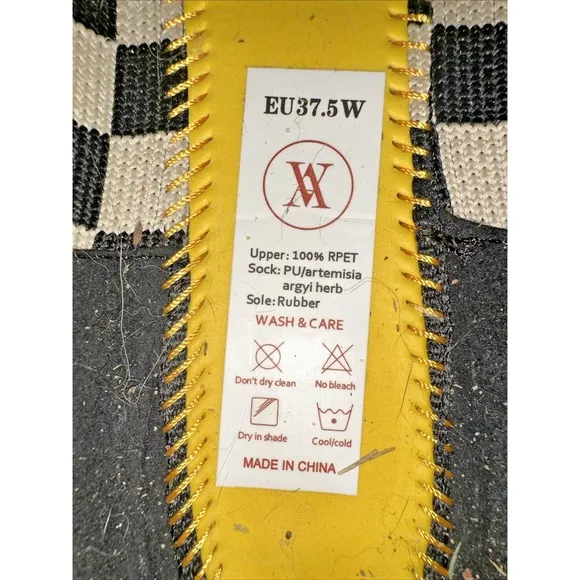 EU37.5W
VA
Upper: 100% RPET
Sock: PU/artemisia
argyi herb
Sole: Rubber
WASH & CARE
Don't dry clean
No bleach
Dry in shade
Cool/cold
MADE IN CHINA